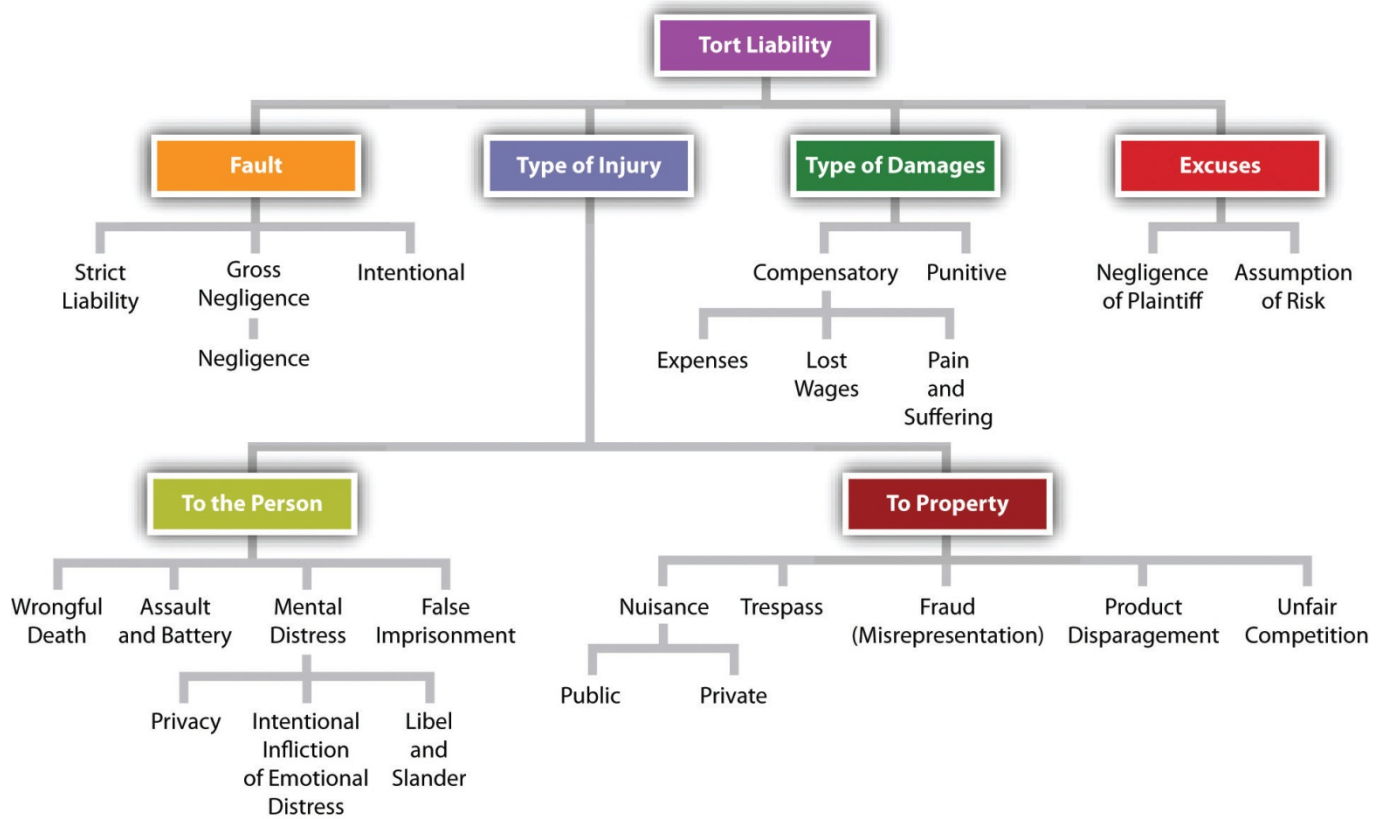 Tort Liability
Fault
Type of Injury
Type of Damages
Excuses
Strict
Liability
Gross
Negligence
Intentional
Negligence
Compensatory
Punitive
Expenses
Lost
Wages
Pain
and
Suffering
Negligence
of Plaintiff
Assumption
of Risk
To the Person
To Property
Wrongful
Death
Assault
and Battery
Mental
Distress
False
Imprisonment
Privacy
Intentional
Infliction
of Emotional
Distress
Libel
and
Slander
Nuisance
Trespass
Fraud
(Misrepresentation)
Product
Disparagement
Unfair
Competition
Public
Private